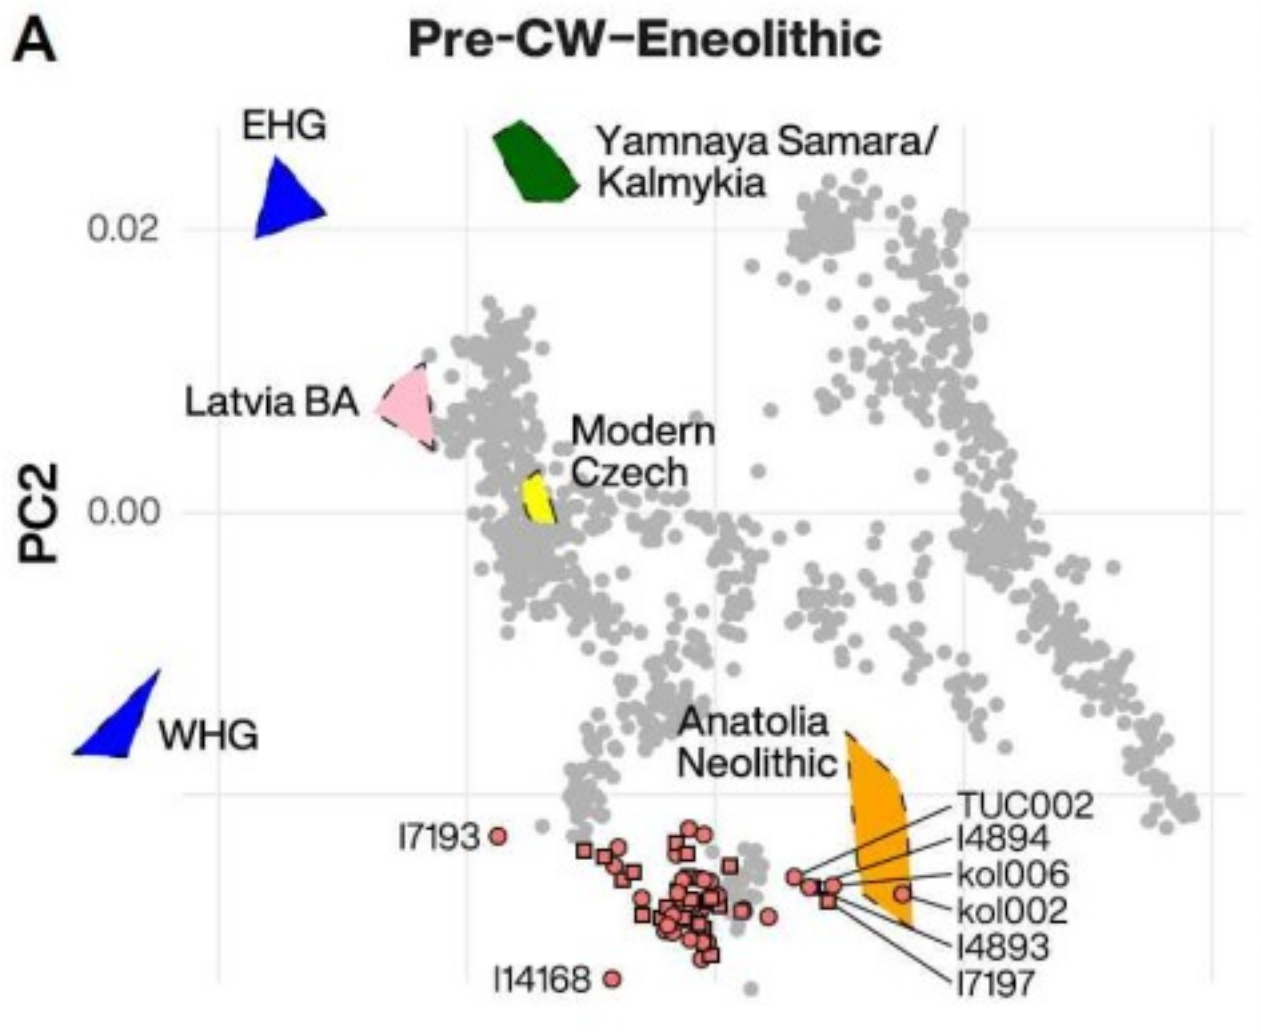 A
Pre-CW-Eneolithic
EHG
Yamnaya Samara/
Kalmykia
0.02
Latvia BA
Modern
Czech
PC2
0.00
WHG
Anatolia
Neolithic
TUC002
I7193
I4894
kol006
kol002
I4893
I14168
I7197